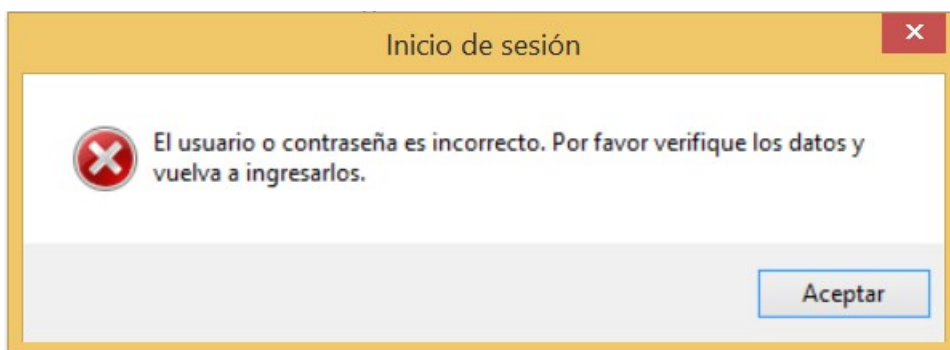 Inicio de sesión
El usuario o contraseña es incorrecto. Por favor verifique los datos y
vuelva a ingresarlos.
Aceptar